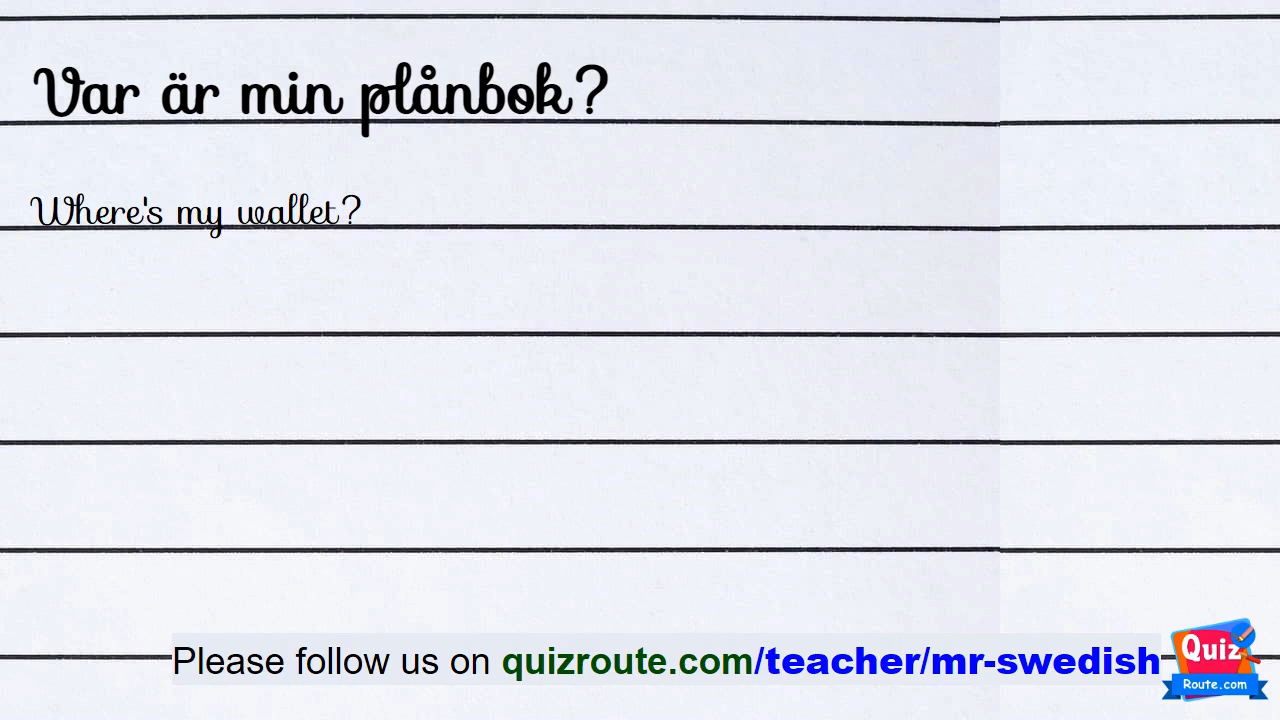 Var är min plånbok?
Where's my wallet?
Please follow us on quizroute.com/teacher/mr-swedish
Quiz
Route.com